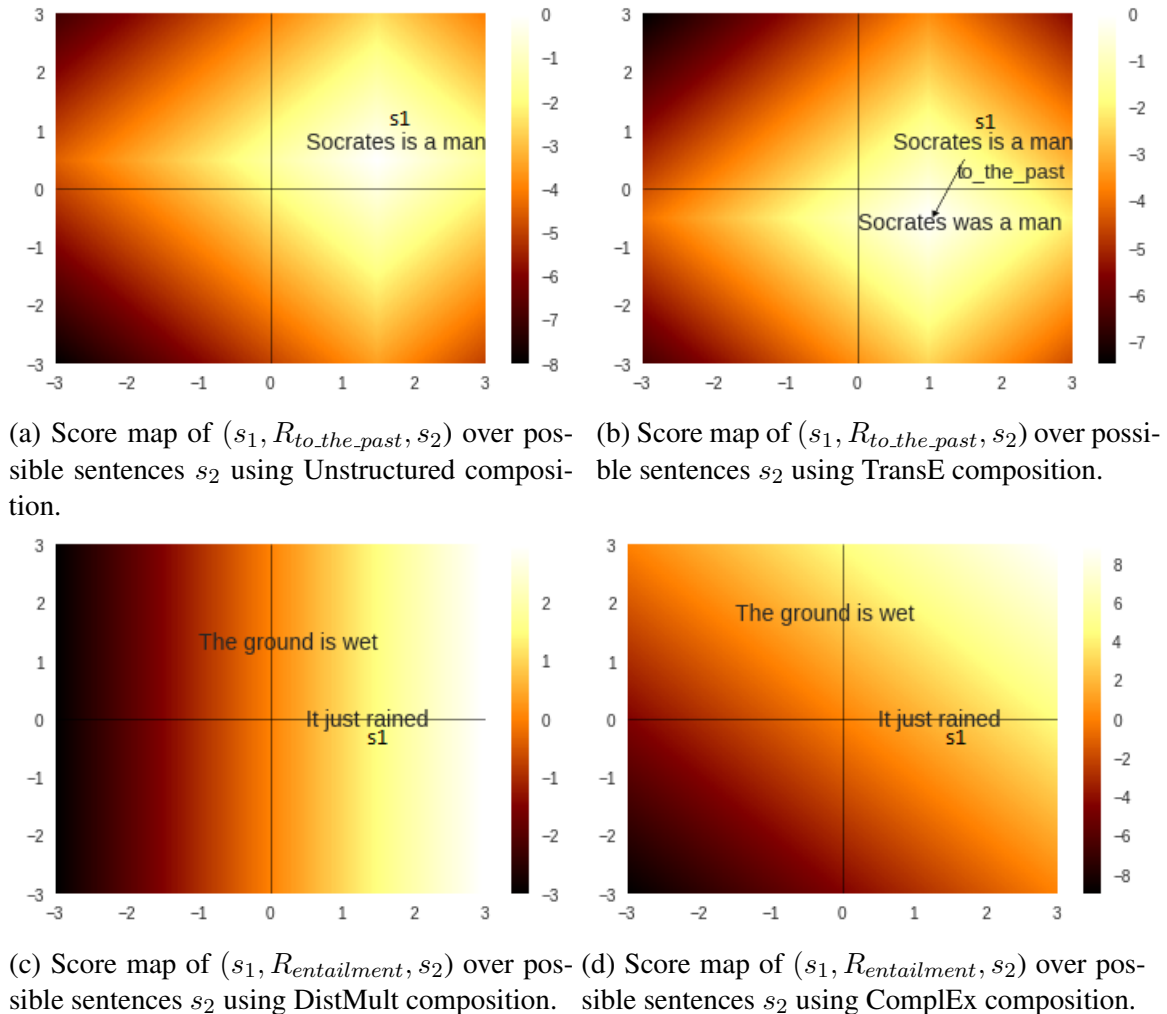 3
2
1
0
−1
−2
−3
−3 −2 −1 0 1 2 3
0
−1
−2
−3
−4
−5
−6
−7
−8
s1
Socrates is a man
3
2
1
0
−1
−2
−3
−3 −2 −1 0 1 2 3
0
−1
−2
−3
−4
−5
−6
−7
s1
Socrates is a man
to_the_past
Socrates was a man
(a) Score map of (s₁, R_to_the_past, s₂) over pos-
sible sentences s₂ using Unstructured composi-
tion.
(b) Score map of (s₁, R_to_the_past, s₂) over possi-
ble sentences s₂ using TransE composition.
3
2
1
0
−1
−2
−3
−3 −2 −1 0 1 2 3
2
1
0
−1
−2
−3
The ground is wet
It just rained
s1
3
2
1
0
−1
−2
−3
−3 −2 −1 0 1 2 3
8
6
4
2
0
−2
−4
−6
−8
The ground is wet
It just rained
s1
(c) Score map of (s₁, R_entailment, s₂) over pos-
sible sentences s₂ using DistMult composition.
(d) Score map of (s₁, R_entailment, s₂) over pos-
sible sentences s₂ using ComplEx composition.